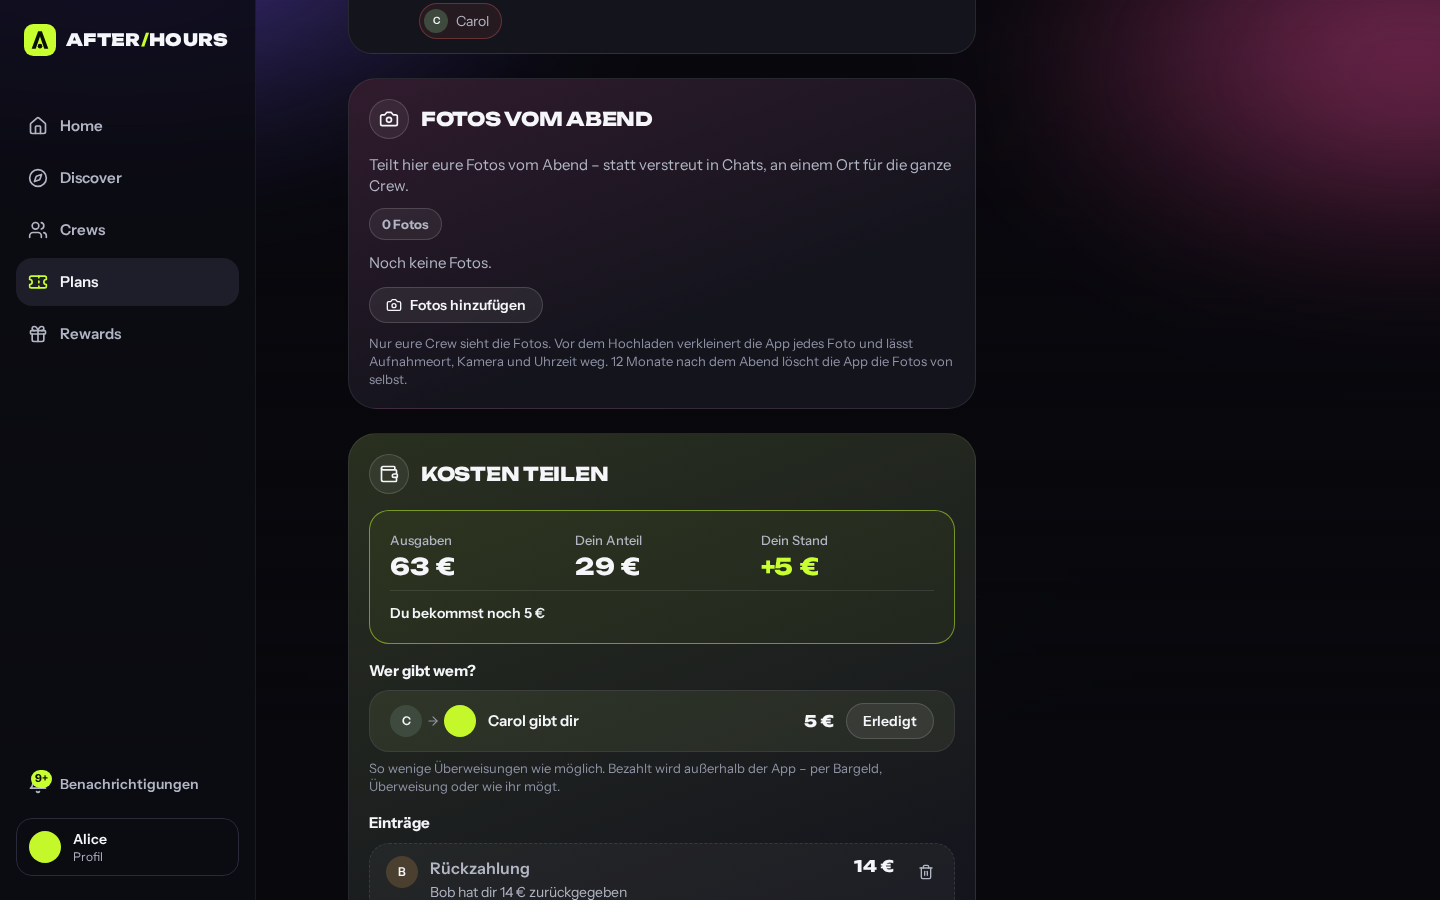 AFTER/HOURS
Home
Discover
Crews
Plans
Rewards
9+
Benachrichtigungen
Alice
Profil
C Carol
FOTOS VOM ABEND
Teilt hier eure Fotos vom Abend – statt verstreut in Chats, an einem Ort für die ganze
Crew.
0 Fotos
Noch keine Fotos.
Fotos hinzufügen
Nur eure Crew sieht die Fotos. Vor dem Hochladen verkleinert die App jedes Foto und lässt
Aufnahmeort, Kamera und Uhrzeit weg. 12 Monate nach dem Abend löscht die App die Fotos von
selbst.
KOSTEN TEILEN
Ausgaben Dein Anteil Dein Stand
63 € 29 € +5 €
Du bekommst noch 5 €
Wer gibt wem?
C → Carol gibt dir 5 € Erledigt
So wenige Überweisungen wie möglich. Bezahlt wird außerhalb der App – per Bargeld,
Überweisung oder wie ihr mögt.
Einträge
B Rückzahlung 14 €
Bob hat dir 14 € zurückgegeben